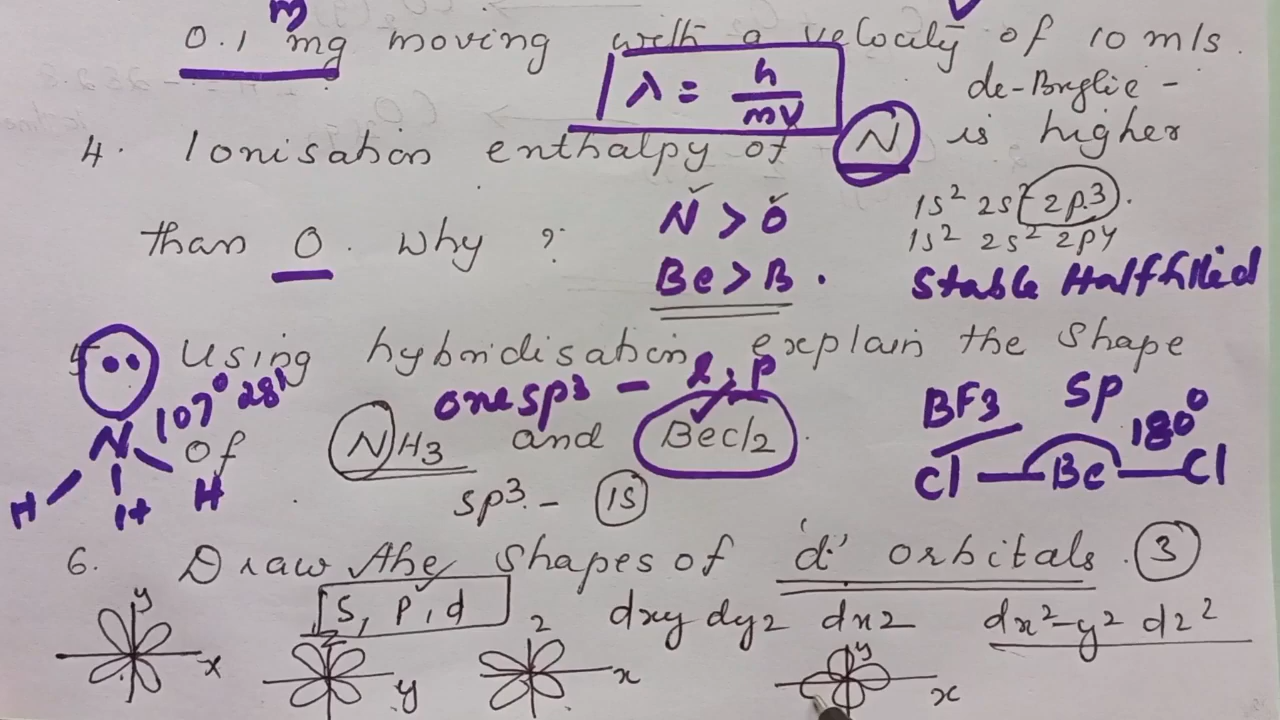 m
0.1 mg moving with a velocity of 10 m/s.
λ = h/mv
de-Broglie -
4. Ionisation enthalpy of N is higher
than O. Why ?
N > O
Be > B.
1s² 2s² 2p3.
1s² 2s² 2p4
Stable Halffilled
5. Using hybridisation explain the shape
one sp3 - l.p
107° 28'
of NH3 and BeCl2.
N
H H H
sp3 - 1s
BF3 SP 180°
Cl - Be - Cl
6. Draw the shapes of 'd' orbitals. 3
S, P, d
dxy dyz dxz dx²-y² dz²
y x
z y
z x
y x